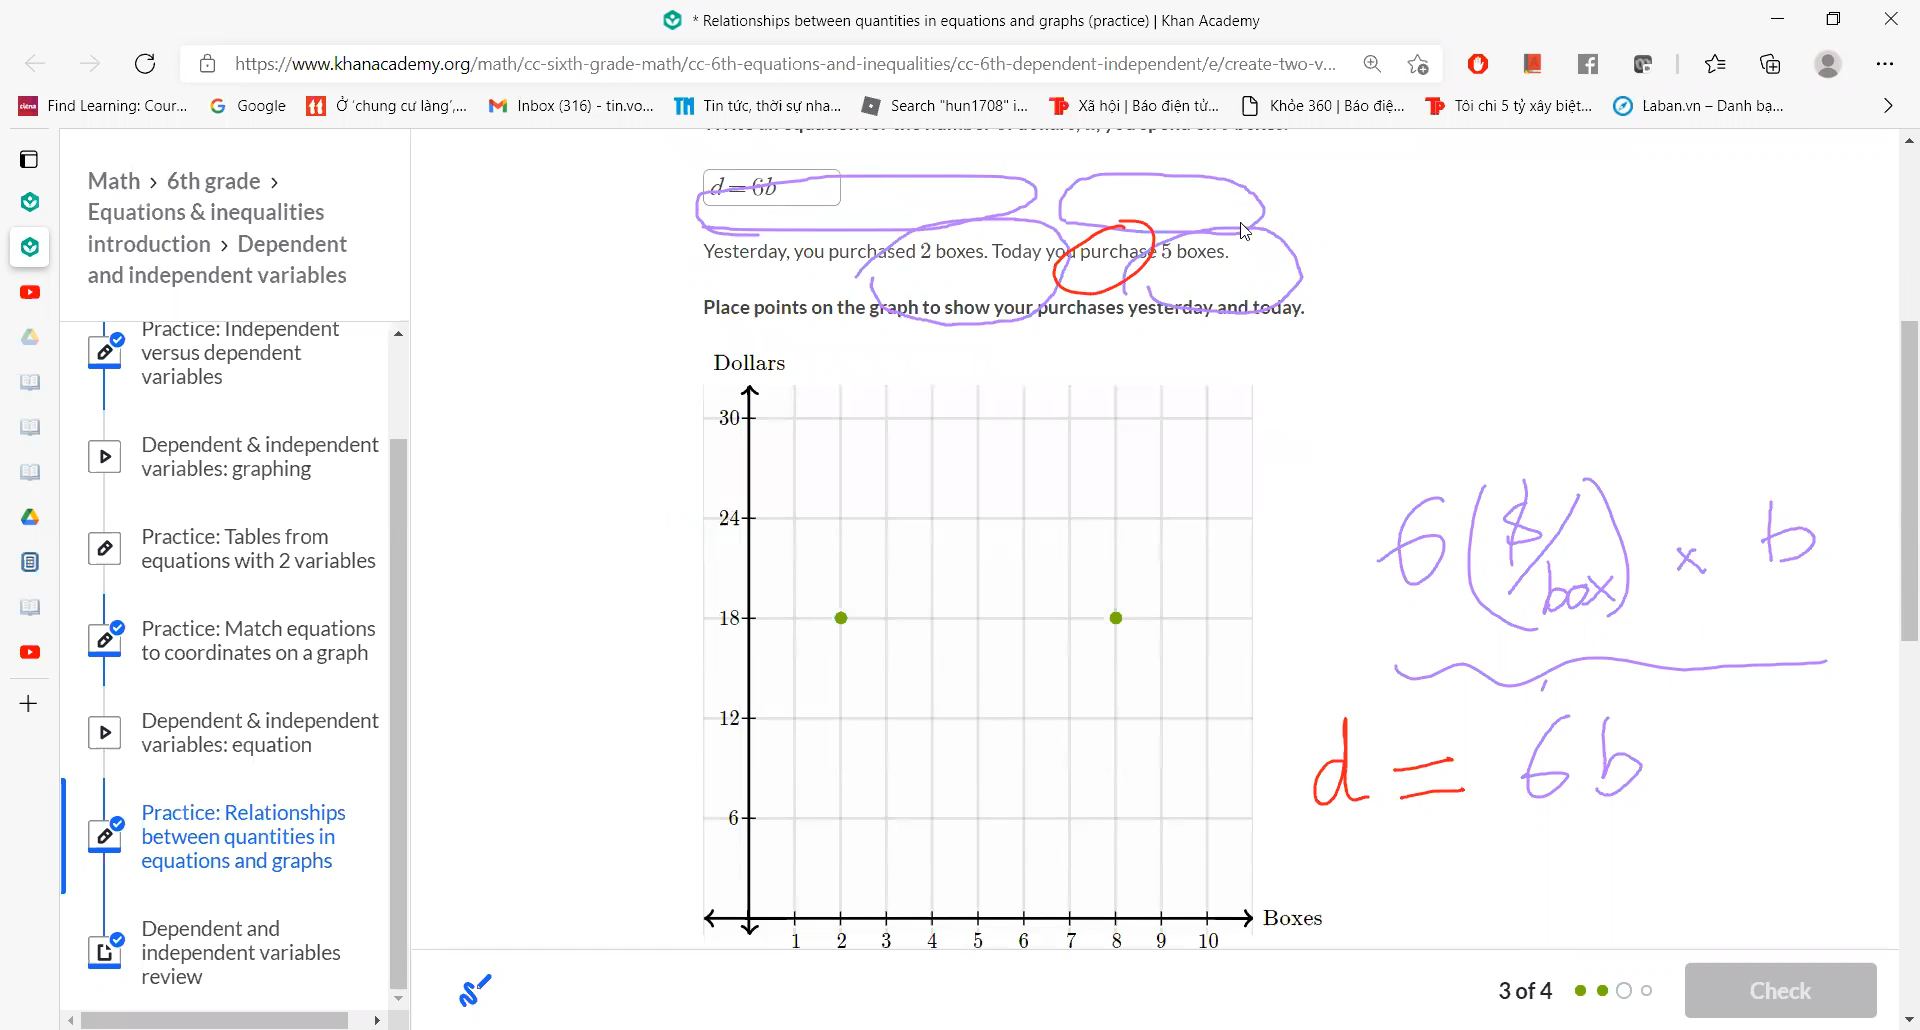 * Relationships between quantities in equations and graphs (practice) | Khan Academy
https://www.khanacademy.org/math/cc-sixth-grade-math/cc-6th-equations-and-inequalities/cc-6th-dependent-independent/e/create-two-v...
Find Learning: Cour...
Google
Ở 'chung cư làng',...
Inbox (316) - tin.vo...
Tin tức, thời sự nha...
Search "hun1708" i...
Xã hội | Báo điện tử...
Khỏe 360 | Báo điệ...
Tôi chi 5 tỷ xây biệt...
Laban.vn – Danh bạ...
Math › 6th grade ›
Equations & inequalities
introduction › Dependent
and independent variables
Practice: Independent
versus dependent
variables
Dependent & independent
variables: graphing
Practice: Tables from
equations with 2 variables
Practice: Match equations
to coordinates on a graph
Dependent & independent
variables: equation
Practice: Relationships
between quantities in
equations and graphs
Dependent and
independent variables
review
d = 6b
Yesterday, you purchased 2 boxes. Today you purchase 5 boxes.
Place points on the graph to show your purchases yesterday and today.
Dollars
30
24
18
12
6
1 2 3 4 5 6 7 8 9 10
Boxes
6 ($/box) x b
d = 6b
3 of 4
Check